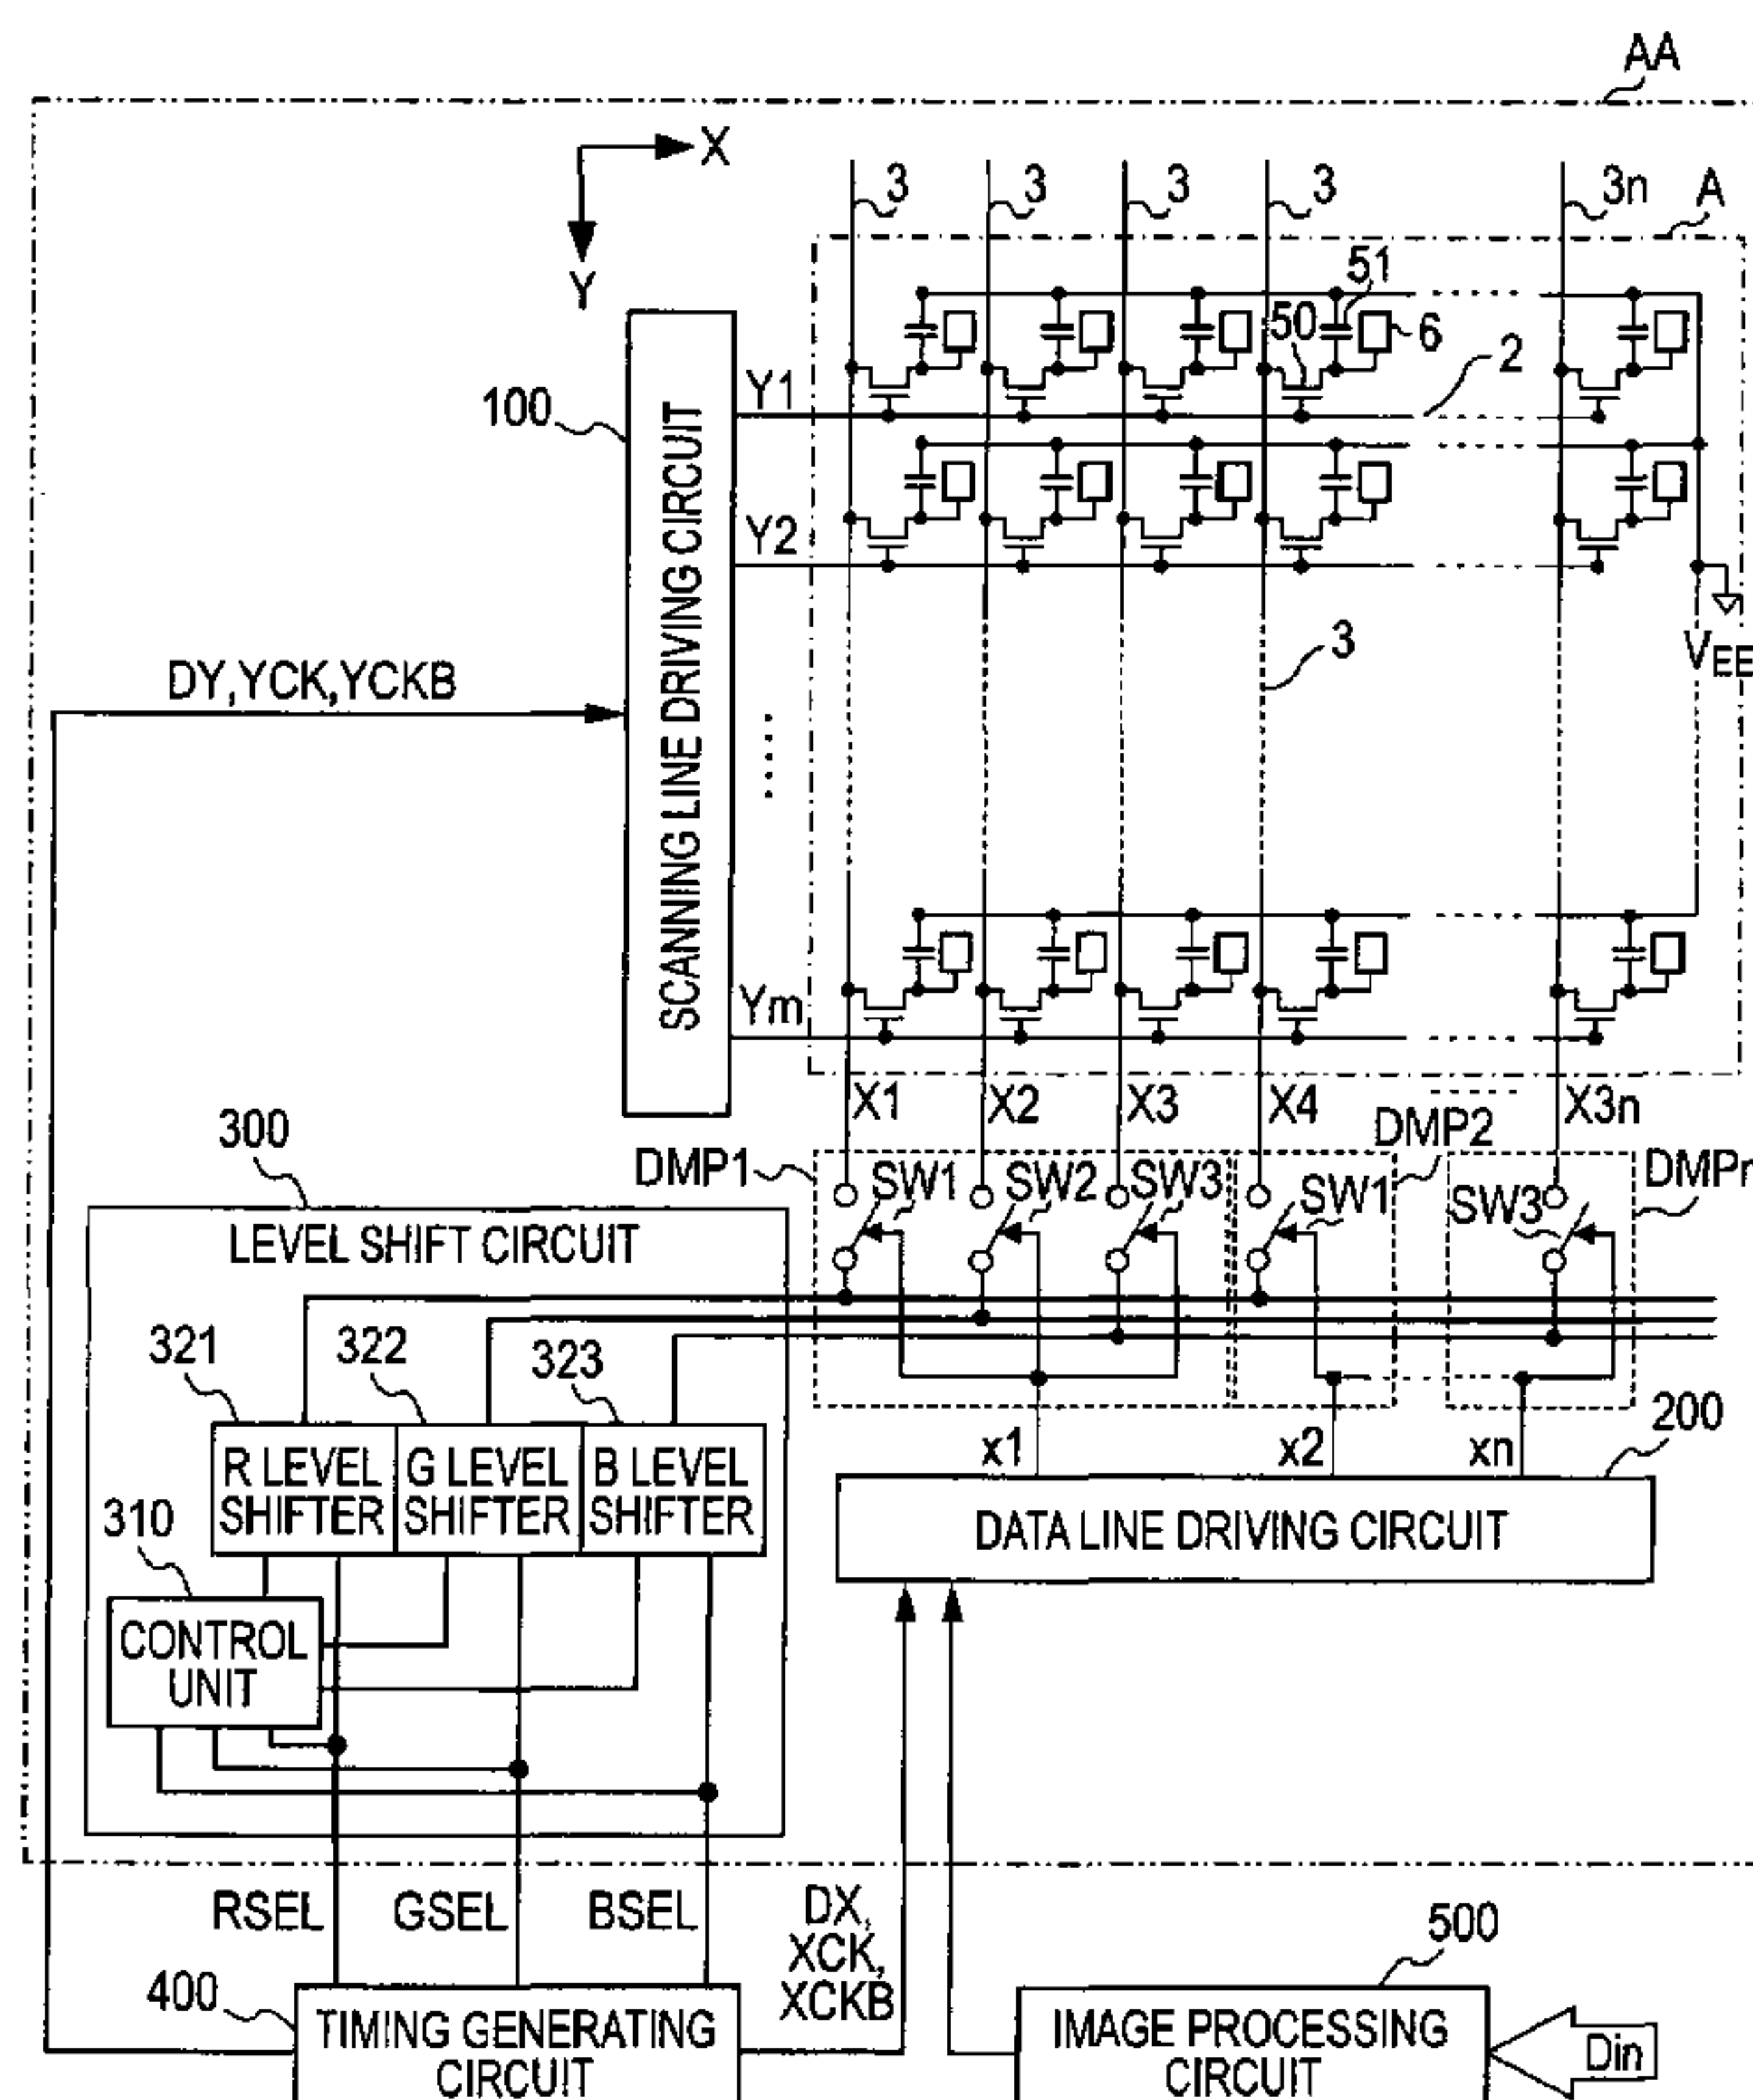 AA
X
3 3 3 3 3n A
Y
51
50 6
2
Y1
100
SCANNING LINE DRIVING CIRCUIT
Y2
3
VEE
DY,YCK,YCKB
Ym
X1 X2 X3 X4 X3n
300
DMP1 DMP2
SW1 SW2 SW3 SW1 SW3
LEVEL SHIFT CIRCUIT
321 322 323
200
x1 x2 xn
R LEVEL SHIFTER
G LEVEL SHIFTER
B LEVEL SHIFTER
310
DATA LINE DRIVING CIRCUIT
CONTROL
UNIT
RSEL GSEL BSEL
DX,
XCK,
XCKB
500
400
TIMING GENERATING
CIRCUIT
IMAGE PROCESSING
CIRCUIT
Din